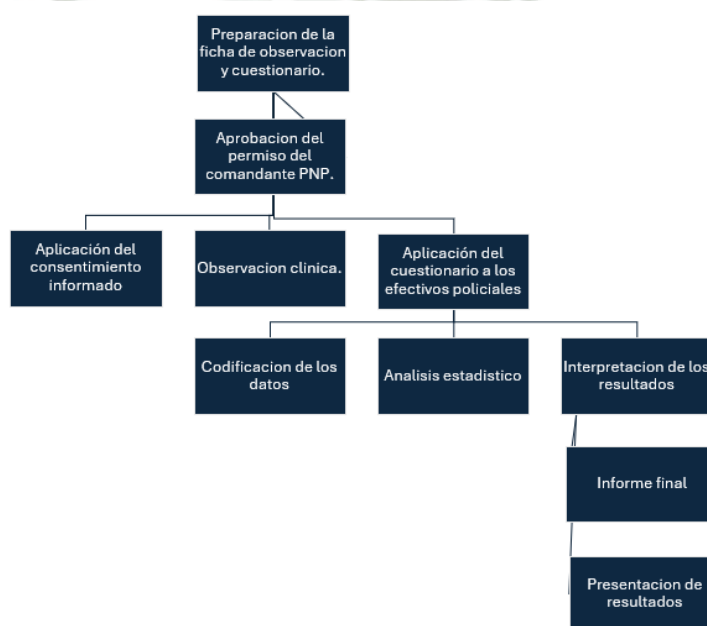 Preparacion de la
ficha de observacion
y cuestionario.
Aprobacion del
permiso del
comandante PNP.
Aplicación del
consentimiento
informado
Observacion clinica.
Aplicación del
cuestionario a los
efectivos policiales
Codificacion de los
datos
Analisis estadistico
Interpretacion de los
resultados
Informe final
Presentacion de
resultados